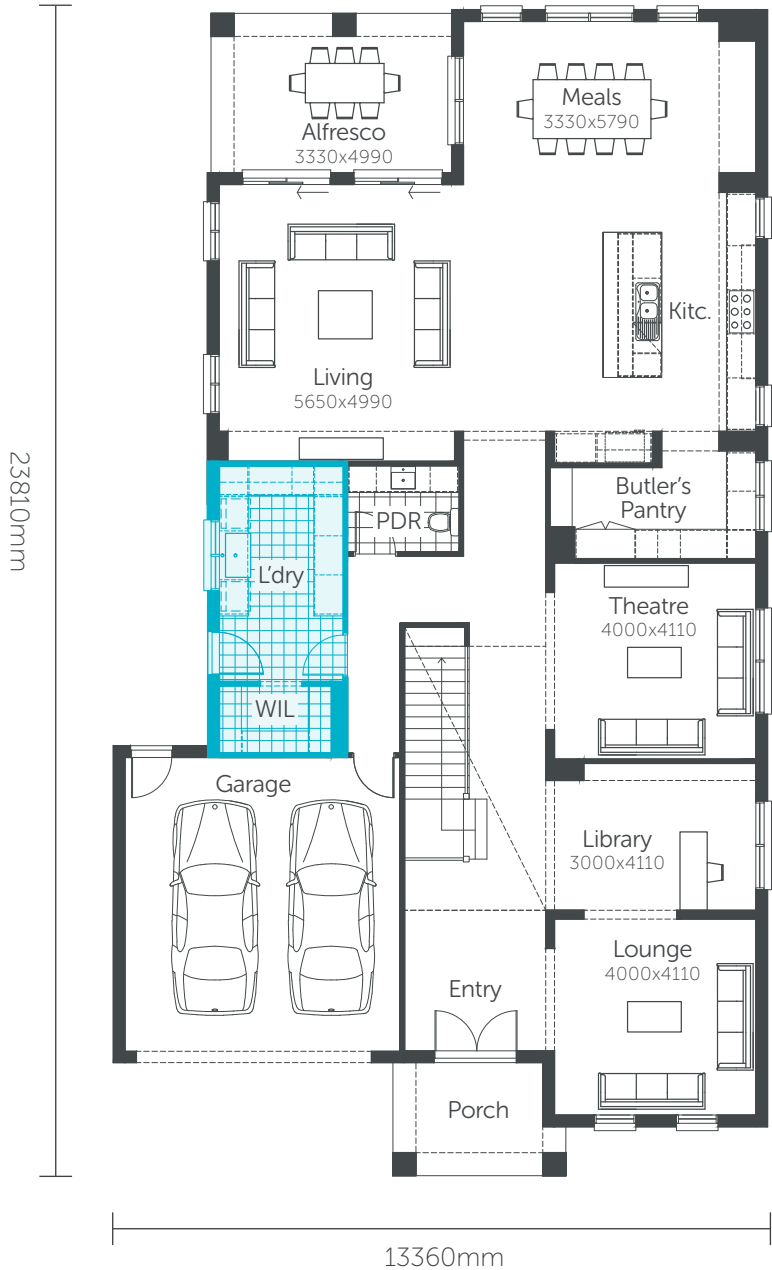 Meals
3330x5790
Alfresco
3330x4990
Kitc.
Living
5650x4990
23810mm
Butler's
Pantry
PDR
L'dry
Theatre
4000x4110
WIL
Garage
Library
3000x4110
Lounge
4000x4110
Entry
Porch
13360mm